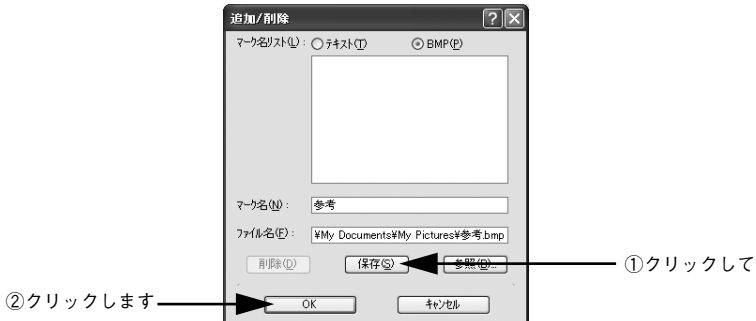 追加/削除
マーク名リスト(L): テキスト(T) BMP(P)
マーク名(N): 参考
ファイル名(F): ¥My Documents¥My Pictures¥参考.bmp
削除(D) 保存(S) 参照(B)...
①クリックして
②クリックします
OK キャンセル